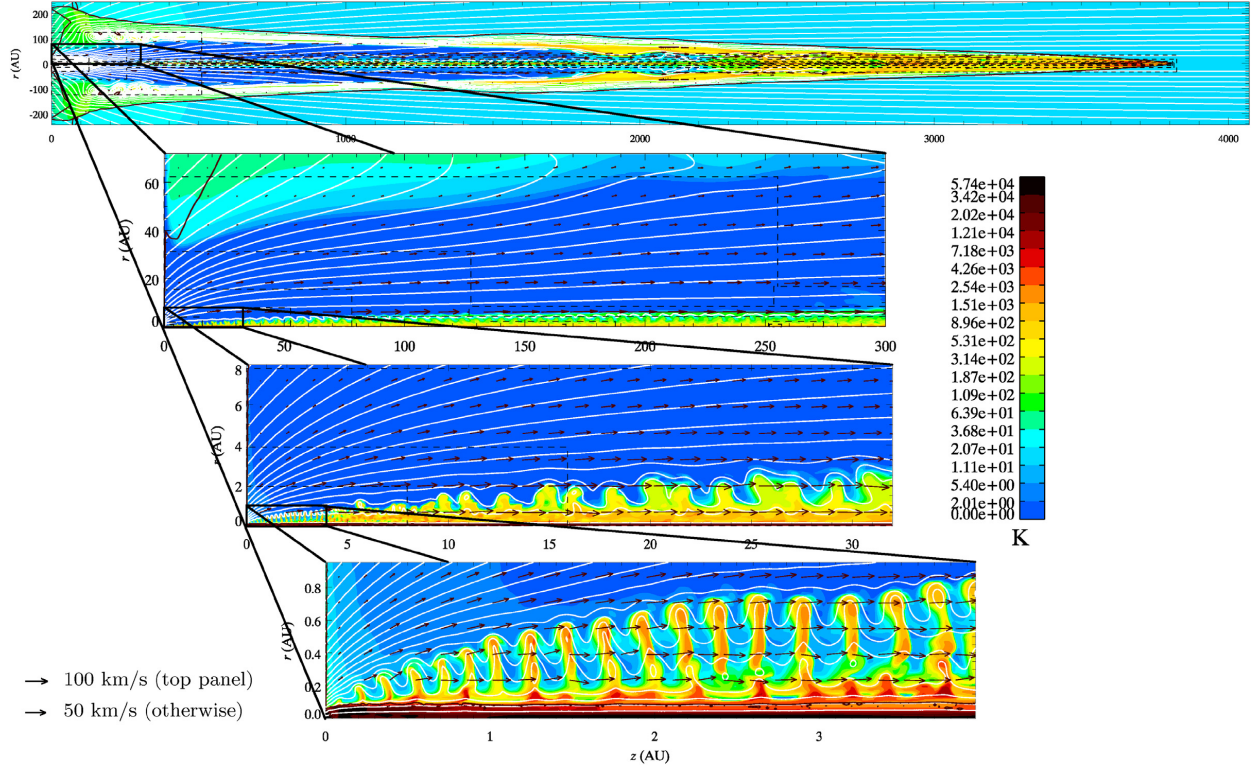 200
100
0
-100
-200
r (AU)
0 1000 2000 3000 4000
60
40
20
0
r (AU)
0 50 100 150 200 250 300
8
6
4
2
0
r (AU)
0 5 10 15 20 25 30
0.8
0.6
0.4
0.2
0.0
r (AU)
0 1 2 3
z (AU)
5.74e+04
3.42e+04
2.02e+04
1.21e+04
7.18e+03
4.26e+03
2.53e+03
1.51e+03
8.96e+02
5.31e+02
3.14e+02
1.87e+02
1.09e+02
6.39e+01
3.68e+01
2.07e+01
1.11e+01
5.40e+00
2.01e+00
0.00e+00
K
100 km/s (top panel)
50 km/s (otherwise)